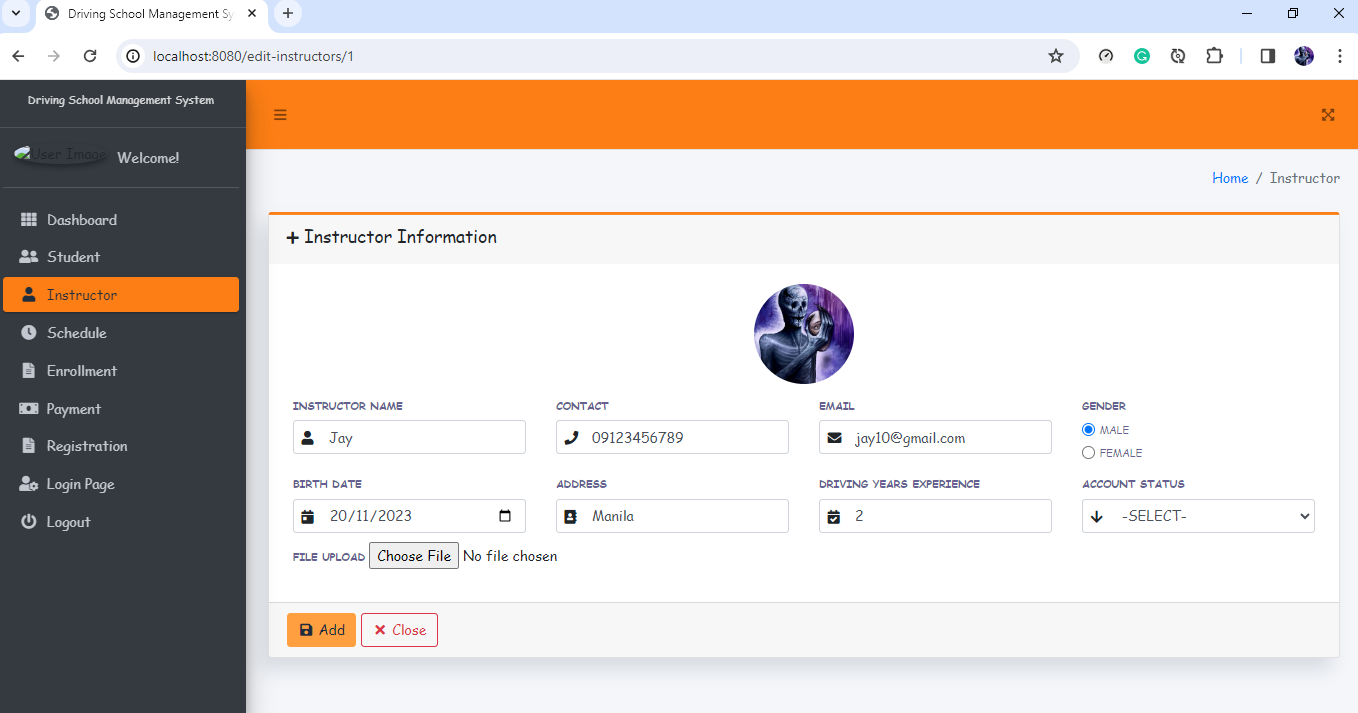 Driving School Management Sy
localhost:8080/edit-instructors/1
Driving School Management System
User Image Welcome!
Dashboard
Student
Instructor
Schedule
Enrollment
Payment
Registration
Login Page
Logout
Home / Instructor
Instructor Information
INSTRUCTOR NAME CONTACT EMAIL GENDER
Jay 09123456789 jay10@gmail.com MALE
FEMALE
BIRTH DATE ADDRESS DRIVING YEARS EXPERIENCE ACCOUNT STATUS
20/11/2023 Manila 2 -SELECT-
FILE UPLOAD Choose File No file chosen
Add Close